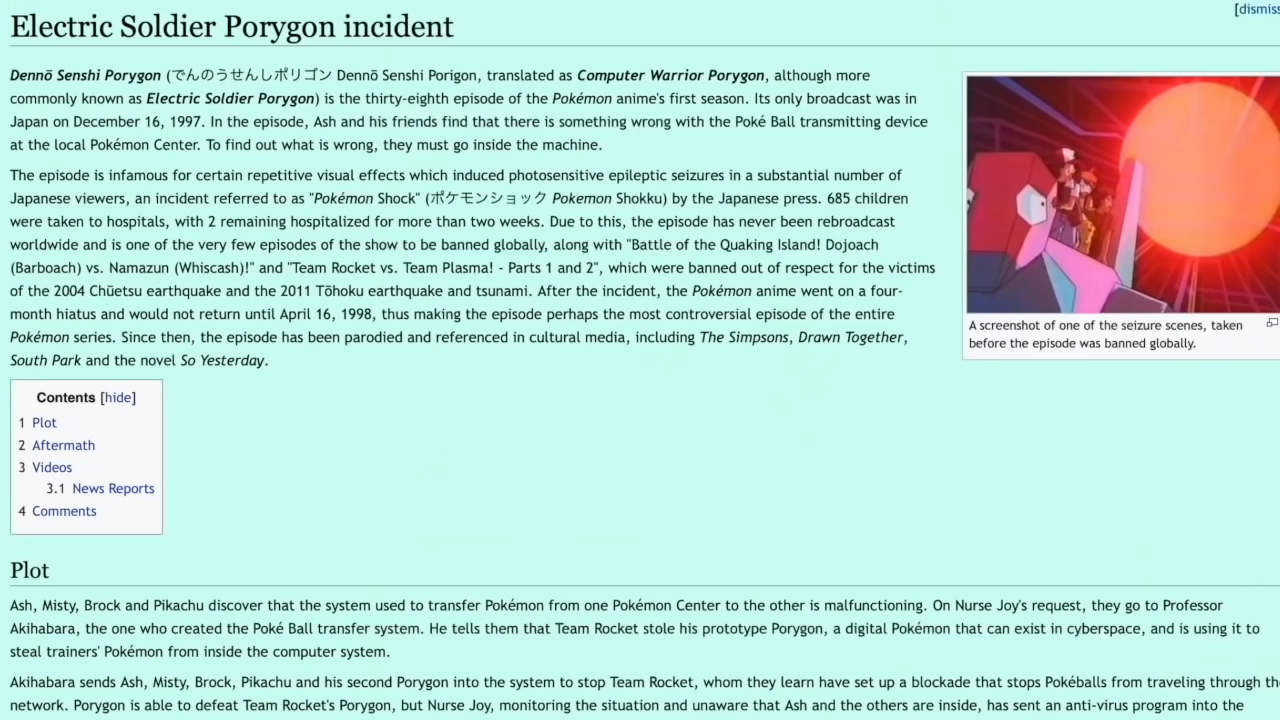 [dismiss
Electric Soldier Porygon incident
Dennō Senshi Porygon (でんのうせんしポリゴン Dennō Senshi Porigon, translated as Computer Warrior Porygon, although more
commonly known as Electric Soldier Porygon) is the thirty-eighth episode of the Pokémon anime's first season. Its only broadcast was in
Japan on December 16, 1997. In the episode, Ash and his friends find that there is something wrong with the Poké Ball transmitting device
at the local Pokémon Center. To find out what is wrong, they must go inside the machine.
The episode is infamous for certain repetitive visual effects which induced photosensitive epileptic seizures in a substantial number of
Japanese viewers, an incident referred to as "Pokémon Shock" (ポケモンショック Pokemon Shokku) by the Japanese press. 685 children
were taken to hospitals, with 2 remaining hospitalized for more than two weeks. Due to this, the episode has never been rebroadcast
worldwide and is one of the very few episodes of the show to be banned globally, along with "Battle of the Quaking Island! Dojoach
(Barboach) vs. Namazun (Whiscash)!" and "Team Rocket vs. Team Plasma! - Parts 1 and 2", which were banned out of respect for the victims
of the 2004 Chūetsu earthquake and the 2011 Tōhoku earthquake and tsunami. After the incident, the Pokémon anime went on a four-
month hiatus and would not return until April 16, 1998, thus making the episode perhaps the most controversial episode of the entire
Pokémon series. Since then, the episode has been parodied and referenced in cultural media, including The Simpsons, Drawn Together,
South Park and the novel So Yesterday.
A screenshot of one of the seizure scenes, taken
before the episode was banned globally.
Contents [hide]
1 Plot
2 Aftermath
3 Videos
3.1 News Reports
4 Comments
Plot
Ash, Misty, Brock and Pikachu discover that the system used to transfer Pokémon from one Pokémon Center to the other is malfunctioning. On Nurse Joy's request, they go to Professor
Akihabara, the one who created the Poké Ball transfer system. He tells them that Team Rocket stole his prototype Porygon, a digital Pokémon that can exist in cyberspace, and is using it to
steal trainers' Pokémon from inside the computer system.
Akihabara sends Ash, Misty, Brock, Pikachu and his second Porygon into the system to stop Team Rocket, whom they learn have set up a blockade that stops Pokéballs from traveling through th
network. Porygon is able to defeat Team Rocket's Porygon, but Nurse Joy, monitoring the situation and unaware that Ash and the others are inside, has sent an anti-virus program into the